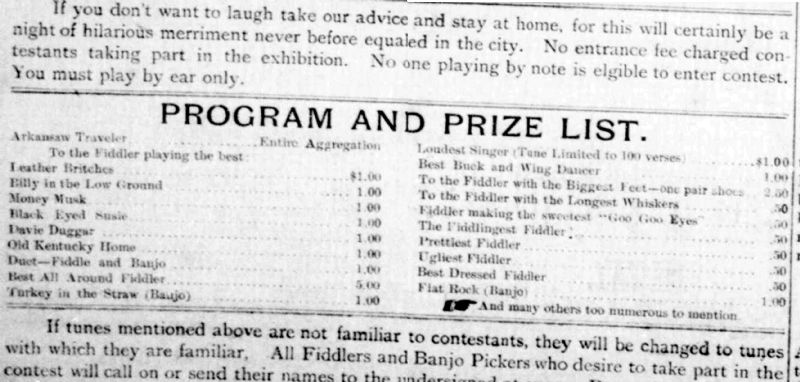 If you don't want to laugh take our advice and stay at home, for this will certainly be a
night of hilarious merriment never before equaled in the city. No entrance fee charged con-
testants taking part in the exhibition. No one playing by note is elgible to enter contest.
You must play by ear only.
PROGRAM AND PRIZE LIST.
Arkansaw Traveler Entire Aggregation
To the Fiddler playing the best:
Leather Britches $1.00
Billy in the Low Ground 1.00
Money Musk 1.00
Black Eyed Susie 1.00
Davie Duggar 1.00
Old Kentucky Home 1.00
Duet—Fiddle and Banjo 1.00
Best All Around Fiddler 5.00
Turkey in the Straw (Banjo) 1.00
Loudest Singer (Tune Limited to 100 verses) $1.00
Best Buck and Wing Dancer 1.00
To the Fiddler with the Biggest Feet—one pair shoes 2.50
To the Fiddler with the Longest Whiskers .50
Fiddler making the sweetest "Goo Goo Eyes" .50
The Fiddlingest Fiddler .50
Prettiest Fiddler .50
Ugliest Fiddler .50
Best Dressed Fiddler .50
Flat Rock (Banjo) 1.00
And many others too numerous to mention
If tunes mentioned above are not familiar to contestants, they will be changed to tunes
with which they are familiar. All Fiddlers and Banjo Pickers who desire to take part in the
contest will call on or send their names to the undersigned